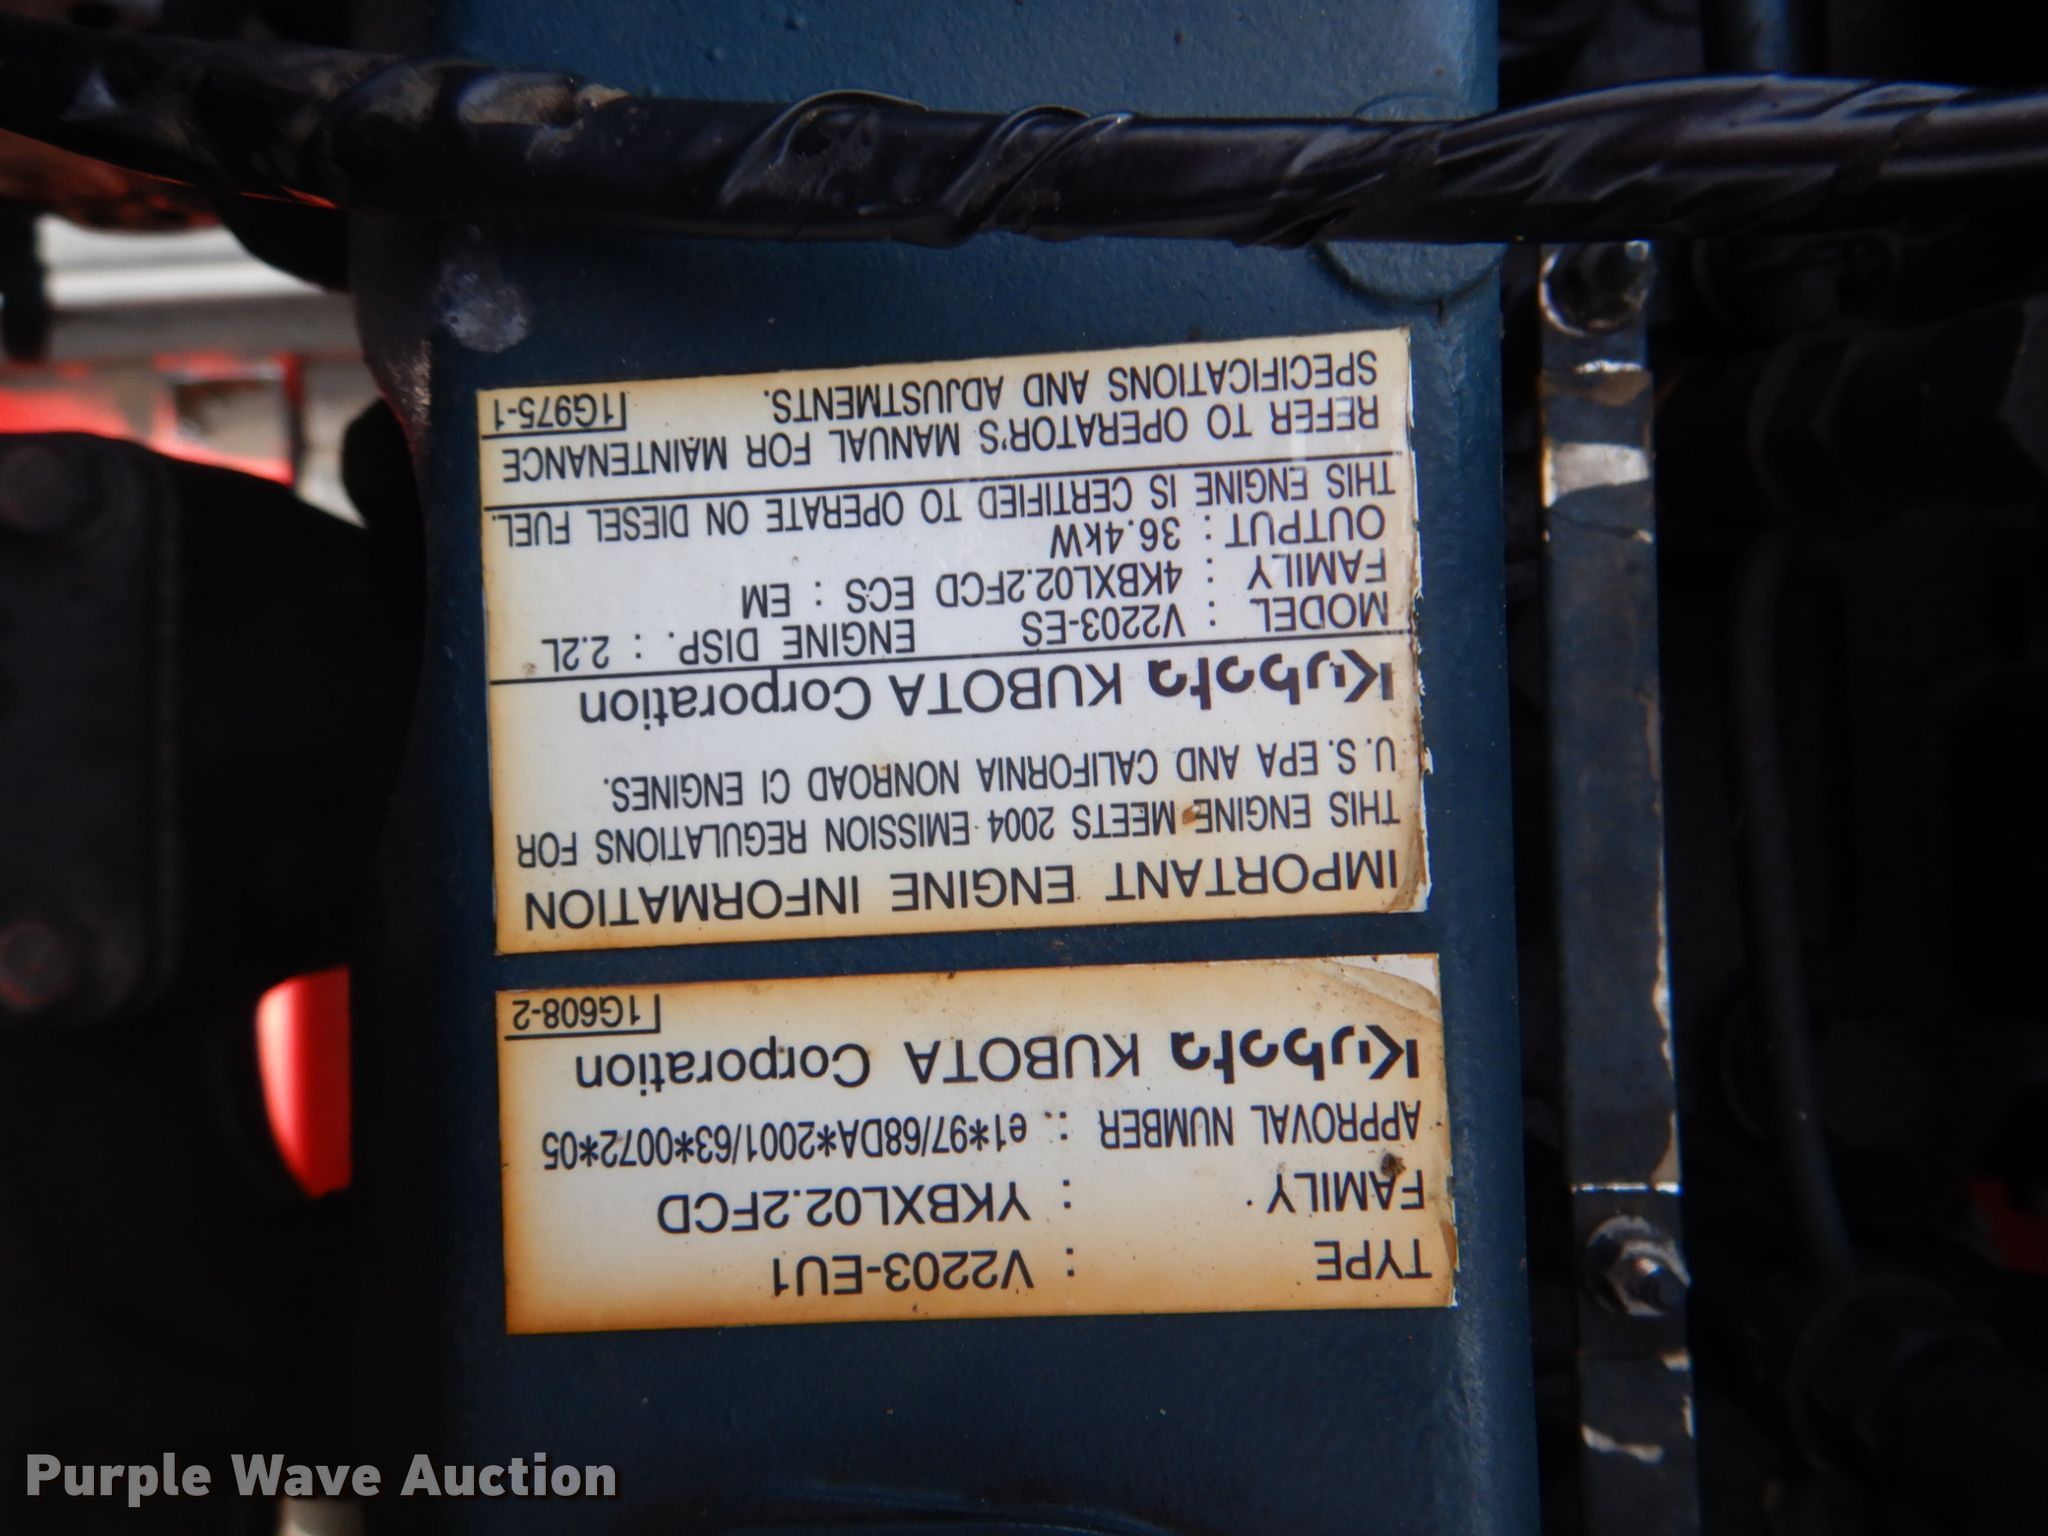 TYPE : V2203-EU1
FAMILY : YKBXL02.2FCD
APPROVAL NUMBER : e1*97/68DA*2001/63*0072*05
Kubota KUBOTA Corporation
1G608-2
IMPORTANT ENGINE INFORMATION
THIS ENGINE MEETS 2004 EMISSION REGULATIONS FOR
U.S. EPA AND CALIFORNIA NONROAD CI ENGINES.
Kubota KUBOTA Corporation
MODEL : V2203-ES ENGINE DISP. : 2.2L
FAMILY : 4KBXL02.2FCD ECS : EM
OUTPUT : 36.4kW
THIS ENGINE IS CERTIFIED TO OPERATE ON DIESEL FUEL.
REFER TO OPERATOR'S MANUAL FOR MAINTENANCE
SPECIFICATIONS AND ADJUSTMENTS.
1G975-1
Purple Wave Auction